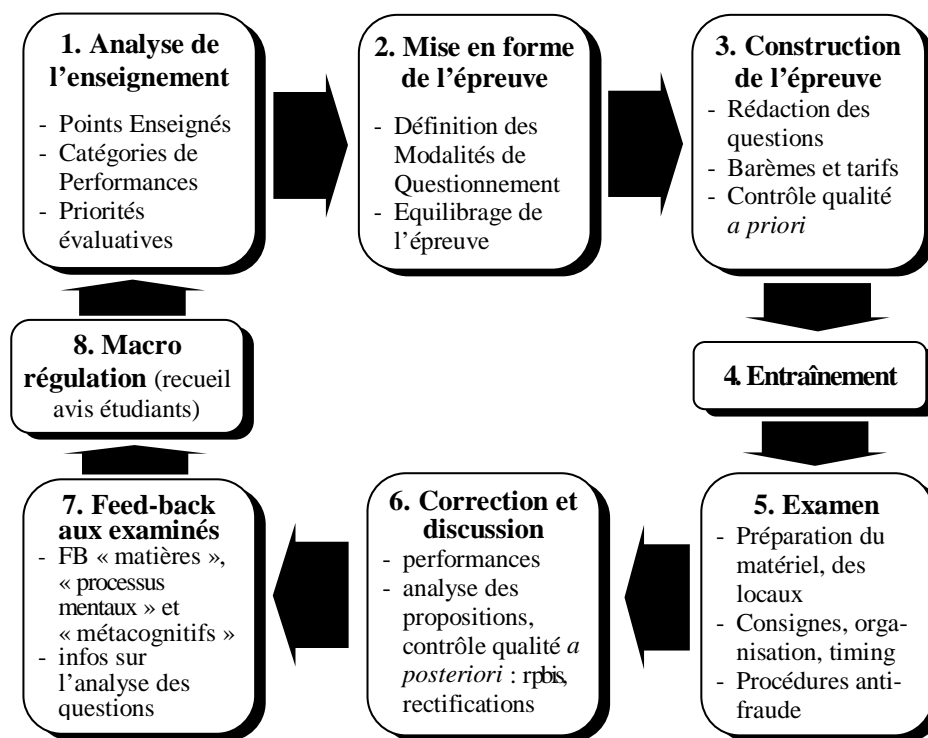 1. Analyse de
l'enseignement
- Points Enseignés
- Catégories de
Performances
- Priorités
évaluatives
2. Mise en forme
de l'épreuve
- Définition des
Modalités de
Questionnement
- Equilibrage de
l'épreuve
3. Construction
de l'épreuve
- Rédaction des
questions
- Barèmes et tarifs
- Contrôle qualité
a priori
4. Entraînement
5. Examen
- Préparation du
matériel, des
locaux
- Consignes, orga-
nisation, timing
- Procédures anti-
fraude
6. Correction et
discussion
- performances
- analyse des
propositions,
contrôle qualité a
posteriori : rpbis,
rectifications
7. Feed-back
aux examinés
- FB « matières »,
« processus
mentaux » et
« métacognitifs »
- infos sur
l'analyse des
questions
8. Macro
régulation (recueil
avis étudiants)